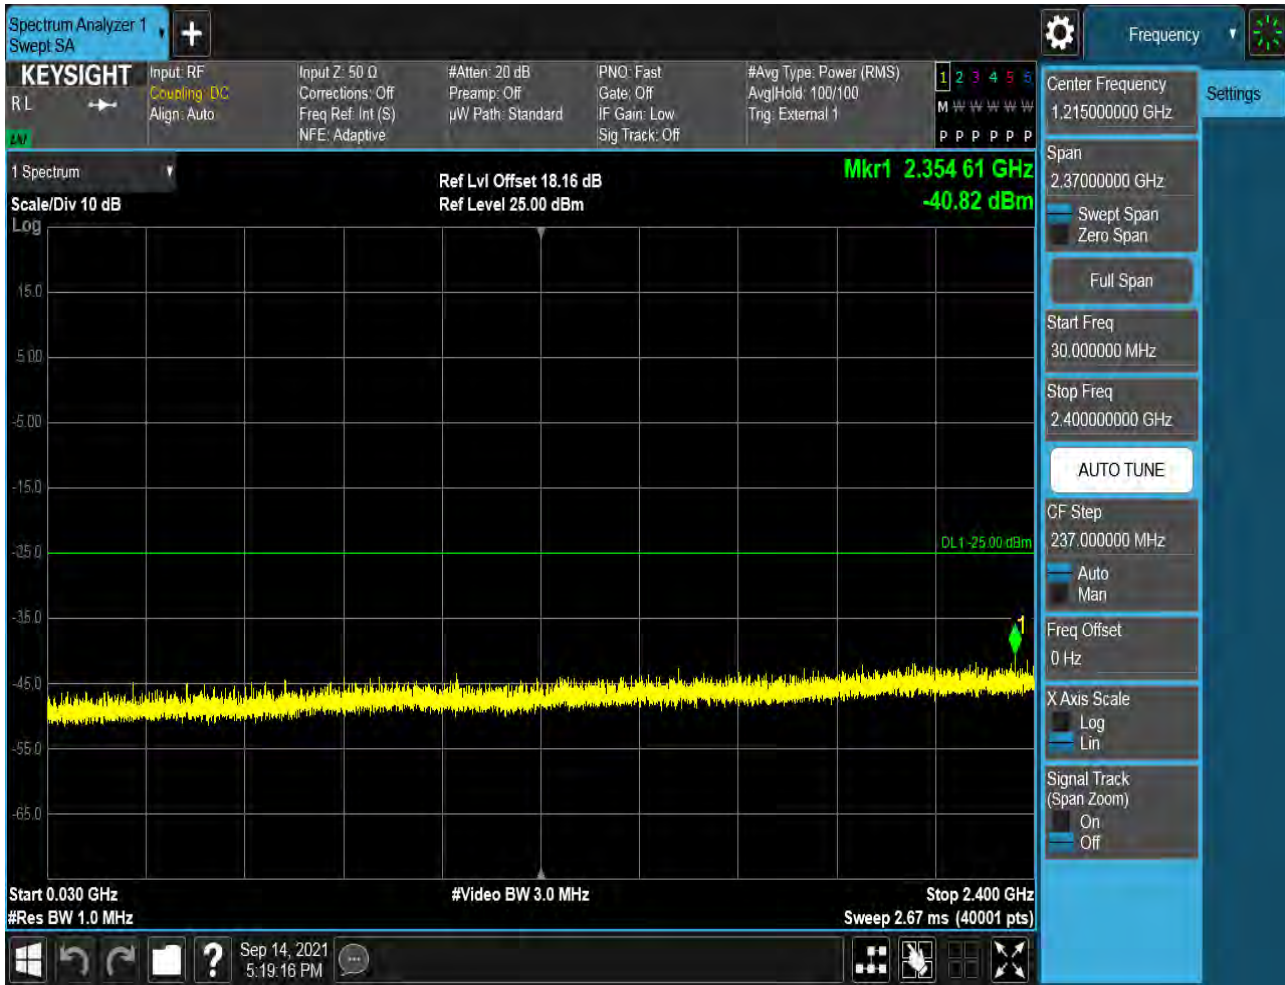 Spectrum Analyzer 1
Swept SA
Frequency
KEYSIGHT
R L
LNI
Input: RF
Coupling: DC
Align: Auto
Input Z: 50 Ω
Corrections: Off
Freq Ref: Int (S)
NFE: Adaptive
#Atten: 20 dB
Preamp: Off
µW Path: Standard
PNO: Fast
Gate: Off
IF Gain: Low
Sig Track: Off
#Avg Type: Power (RMS)
Avg|Hold: 100/100
Trig: External 1
1 2 3 4 5 6
M W W W W W
P P P P P P
1 Spectrum
Scale/Div 10 dB
Log
Ref Lvl Offset 18.16 dB
Ref Level 25.00 dBm
Mkr1 2.354 61 GHz
-40.82 dBm
15.0
5.00
-5.00
-15.0
-25.0
DL1 -25.00 dBm
-35.0
1
-45.0
-55.0
-65.0
Start 0.030 GHz
#Video BW 3.0 MHz
Stop 2.400 GHz
#Res BW 1.0 MHz
Sweep 2.67 ms (40001 pts)
Sep 14, 2021
5:19:16 PM
Center Frequency
1.215000000 GHz
Settings
Span
2.37000000 GHz
Swept Span
Zero Span
Full Span
Start Freq
30.000000 MHz
Stop Freq
2.400000000 GHz
AUTO TUNE
CF Step
237.000000 MHz
Auto
Man
Freq Offset
0 Hz
X Axis Scale
Log
Lin
Signal Track
(Span Zoom)
On
Off